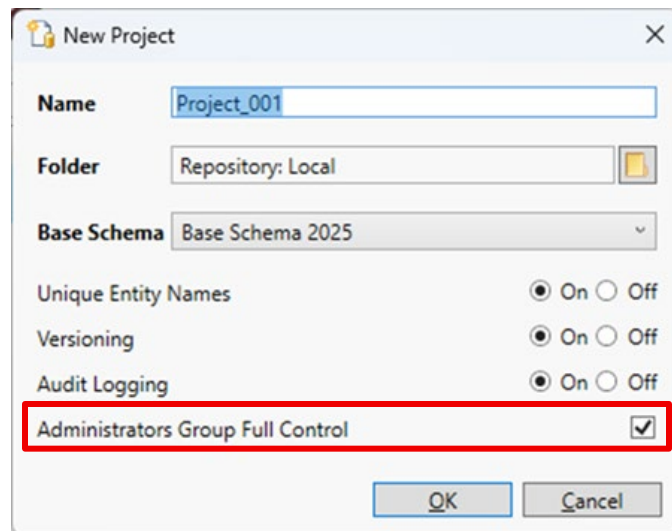 New Project
Name Project_001
Folder Repository: Local
Base Schema Base Schema 2025
Unique Entity Names On Off
Versioning On Off
Audit Logging On Off
Administrators Group Full Control
OK Cancel